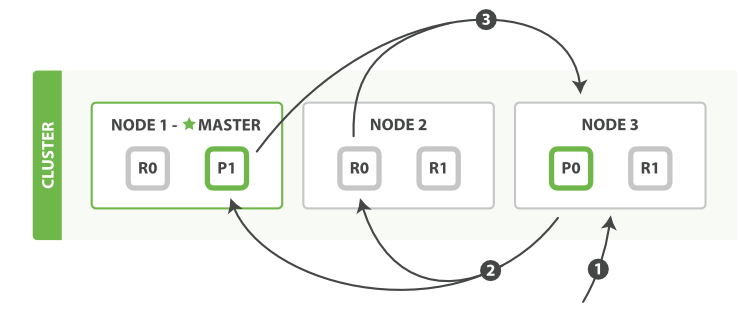 3
CLUSTER
NODE 1 - ★ MASTER
R0 P1
NODE 2
R0 R1
NODE 3
P0 R1
2
1